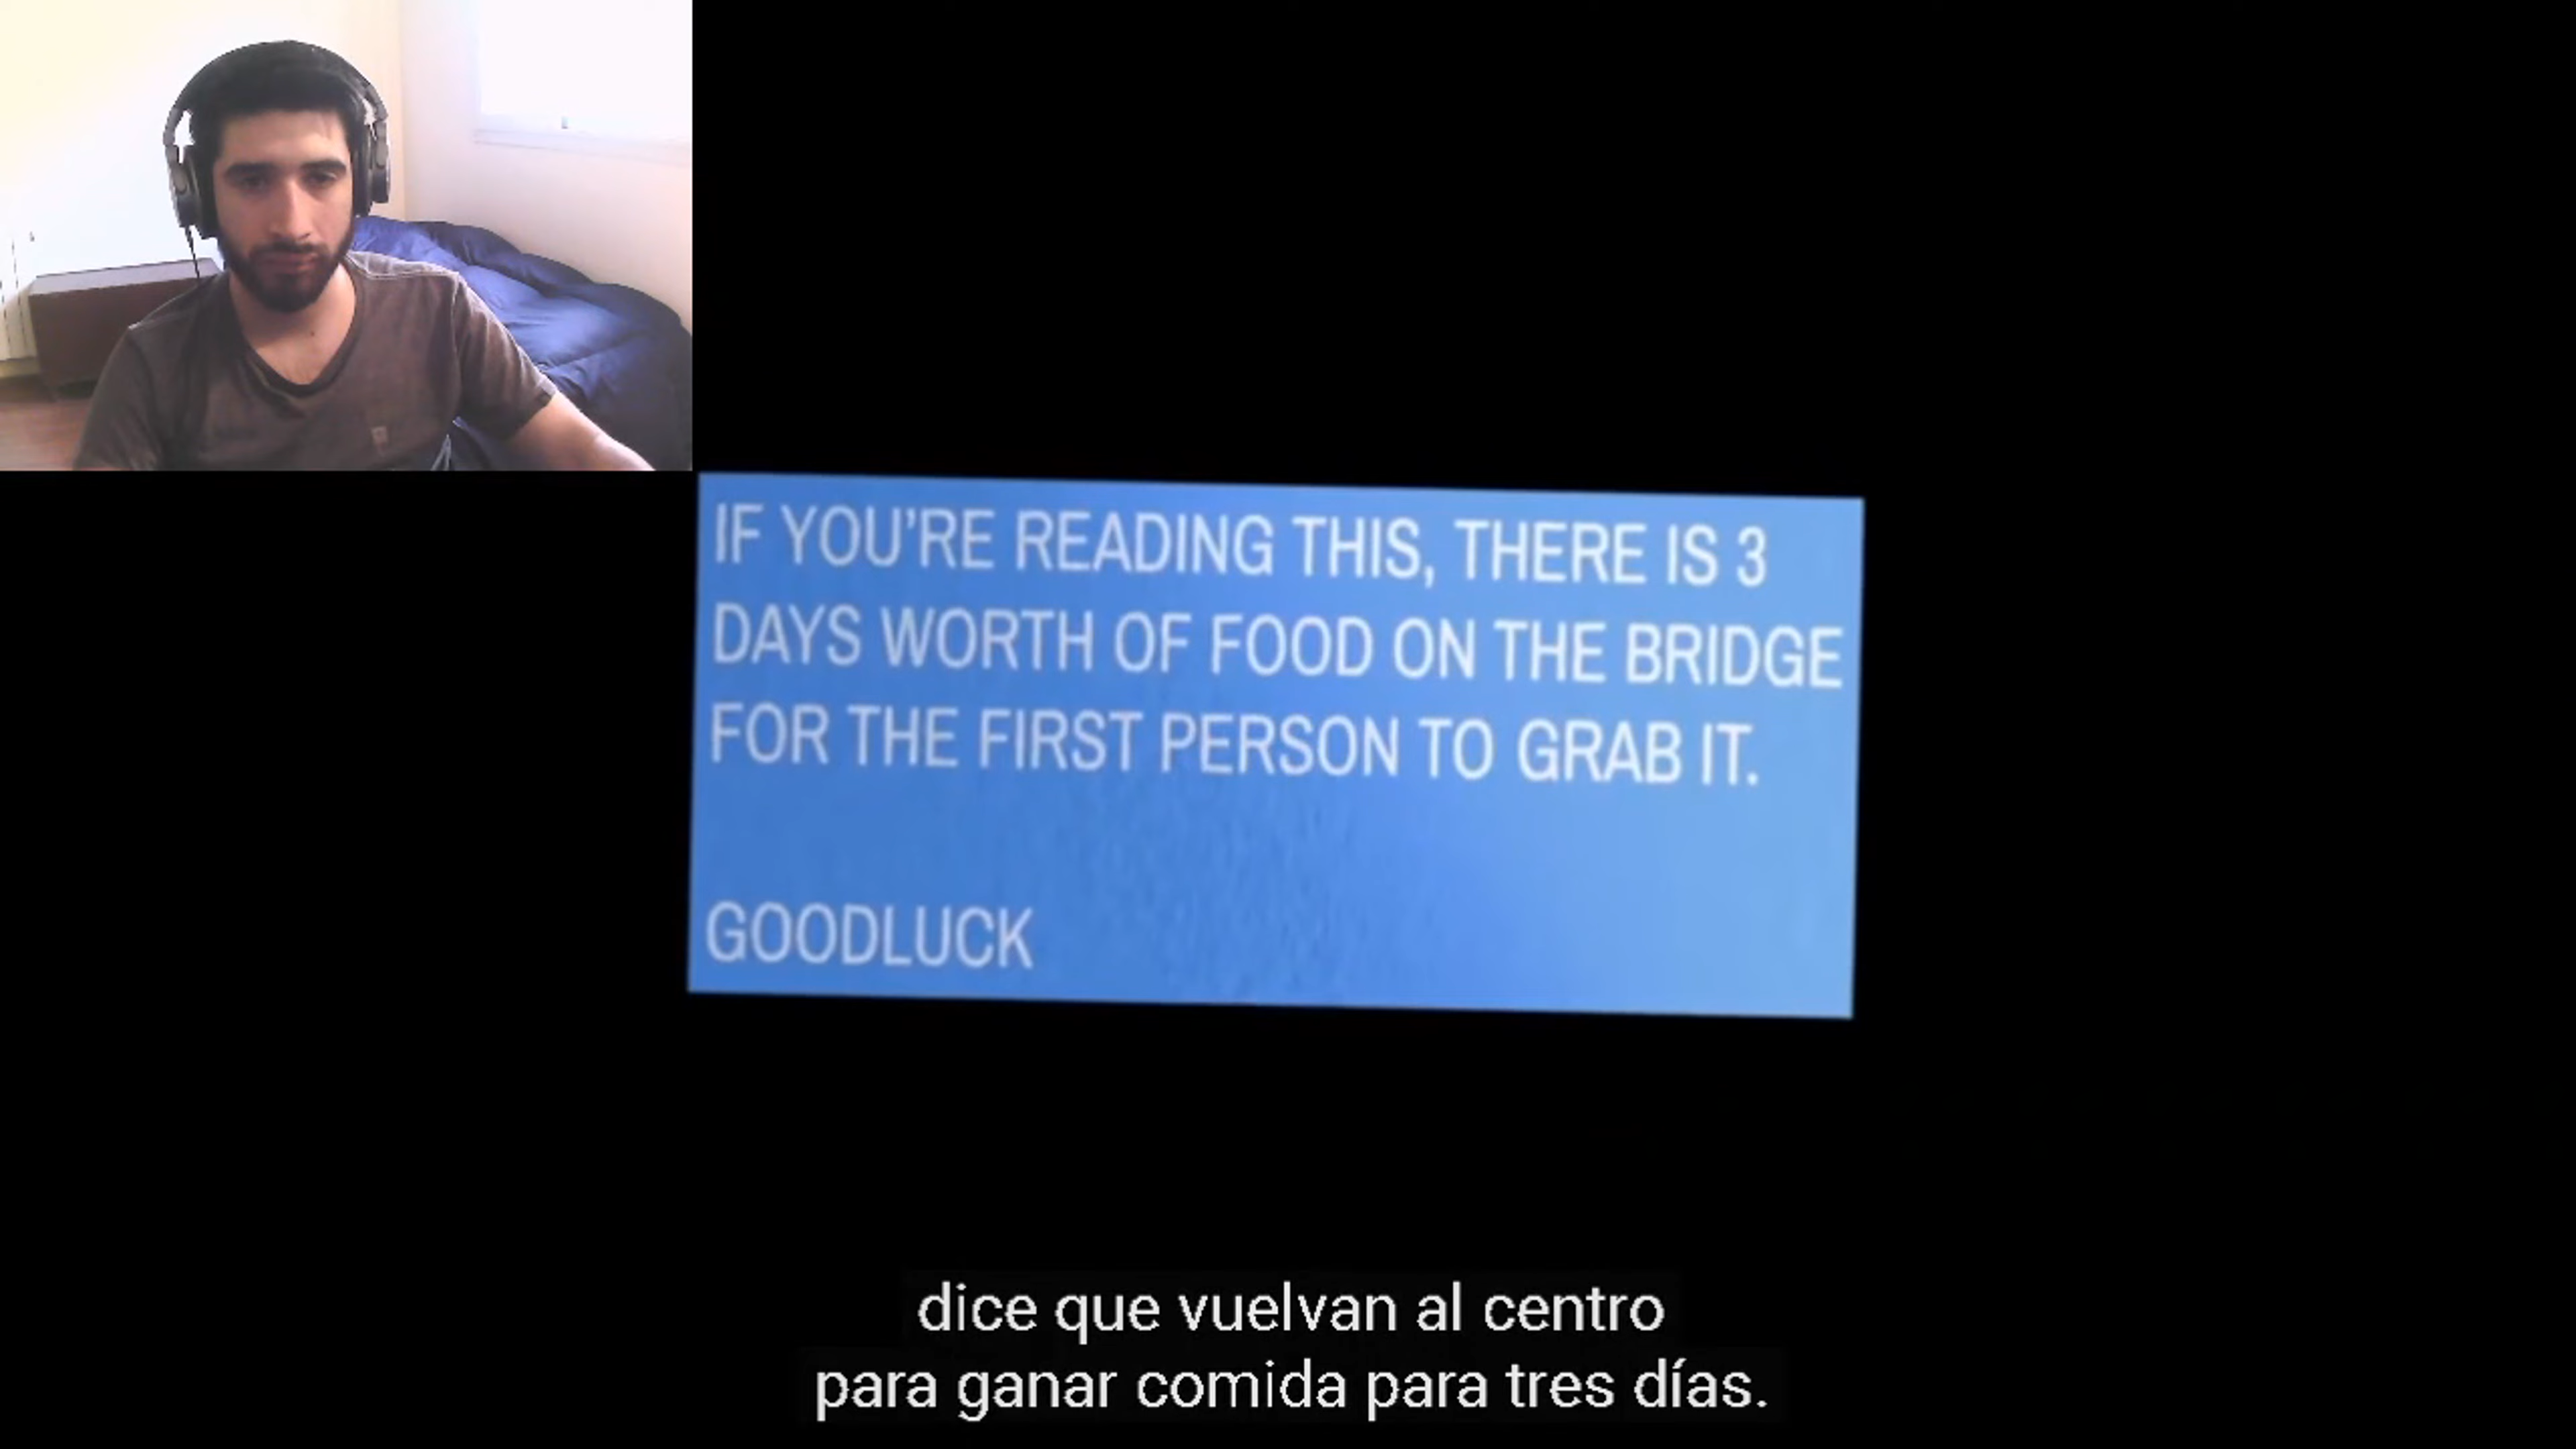 IF YOU'RE READING THIS, THERE IS 3
DAYS WORTH OF FOOD ON THE BRIDGE
FOR THE FIRST PERSON TO GRAB IT.
GOODLUCK
dice que vuelvan al centro
para ganar comida para tres días.